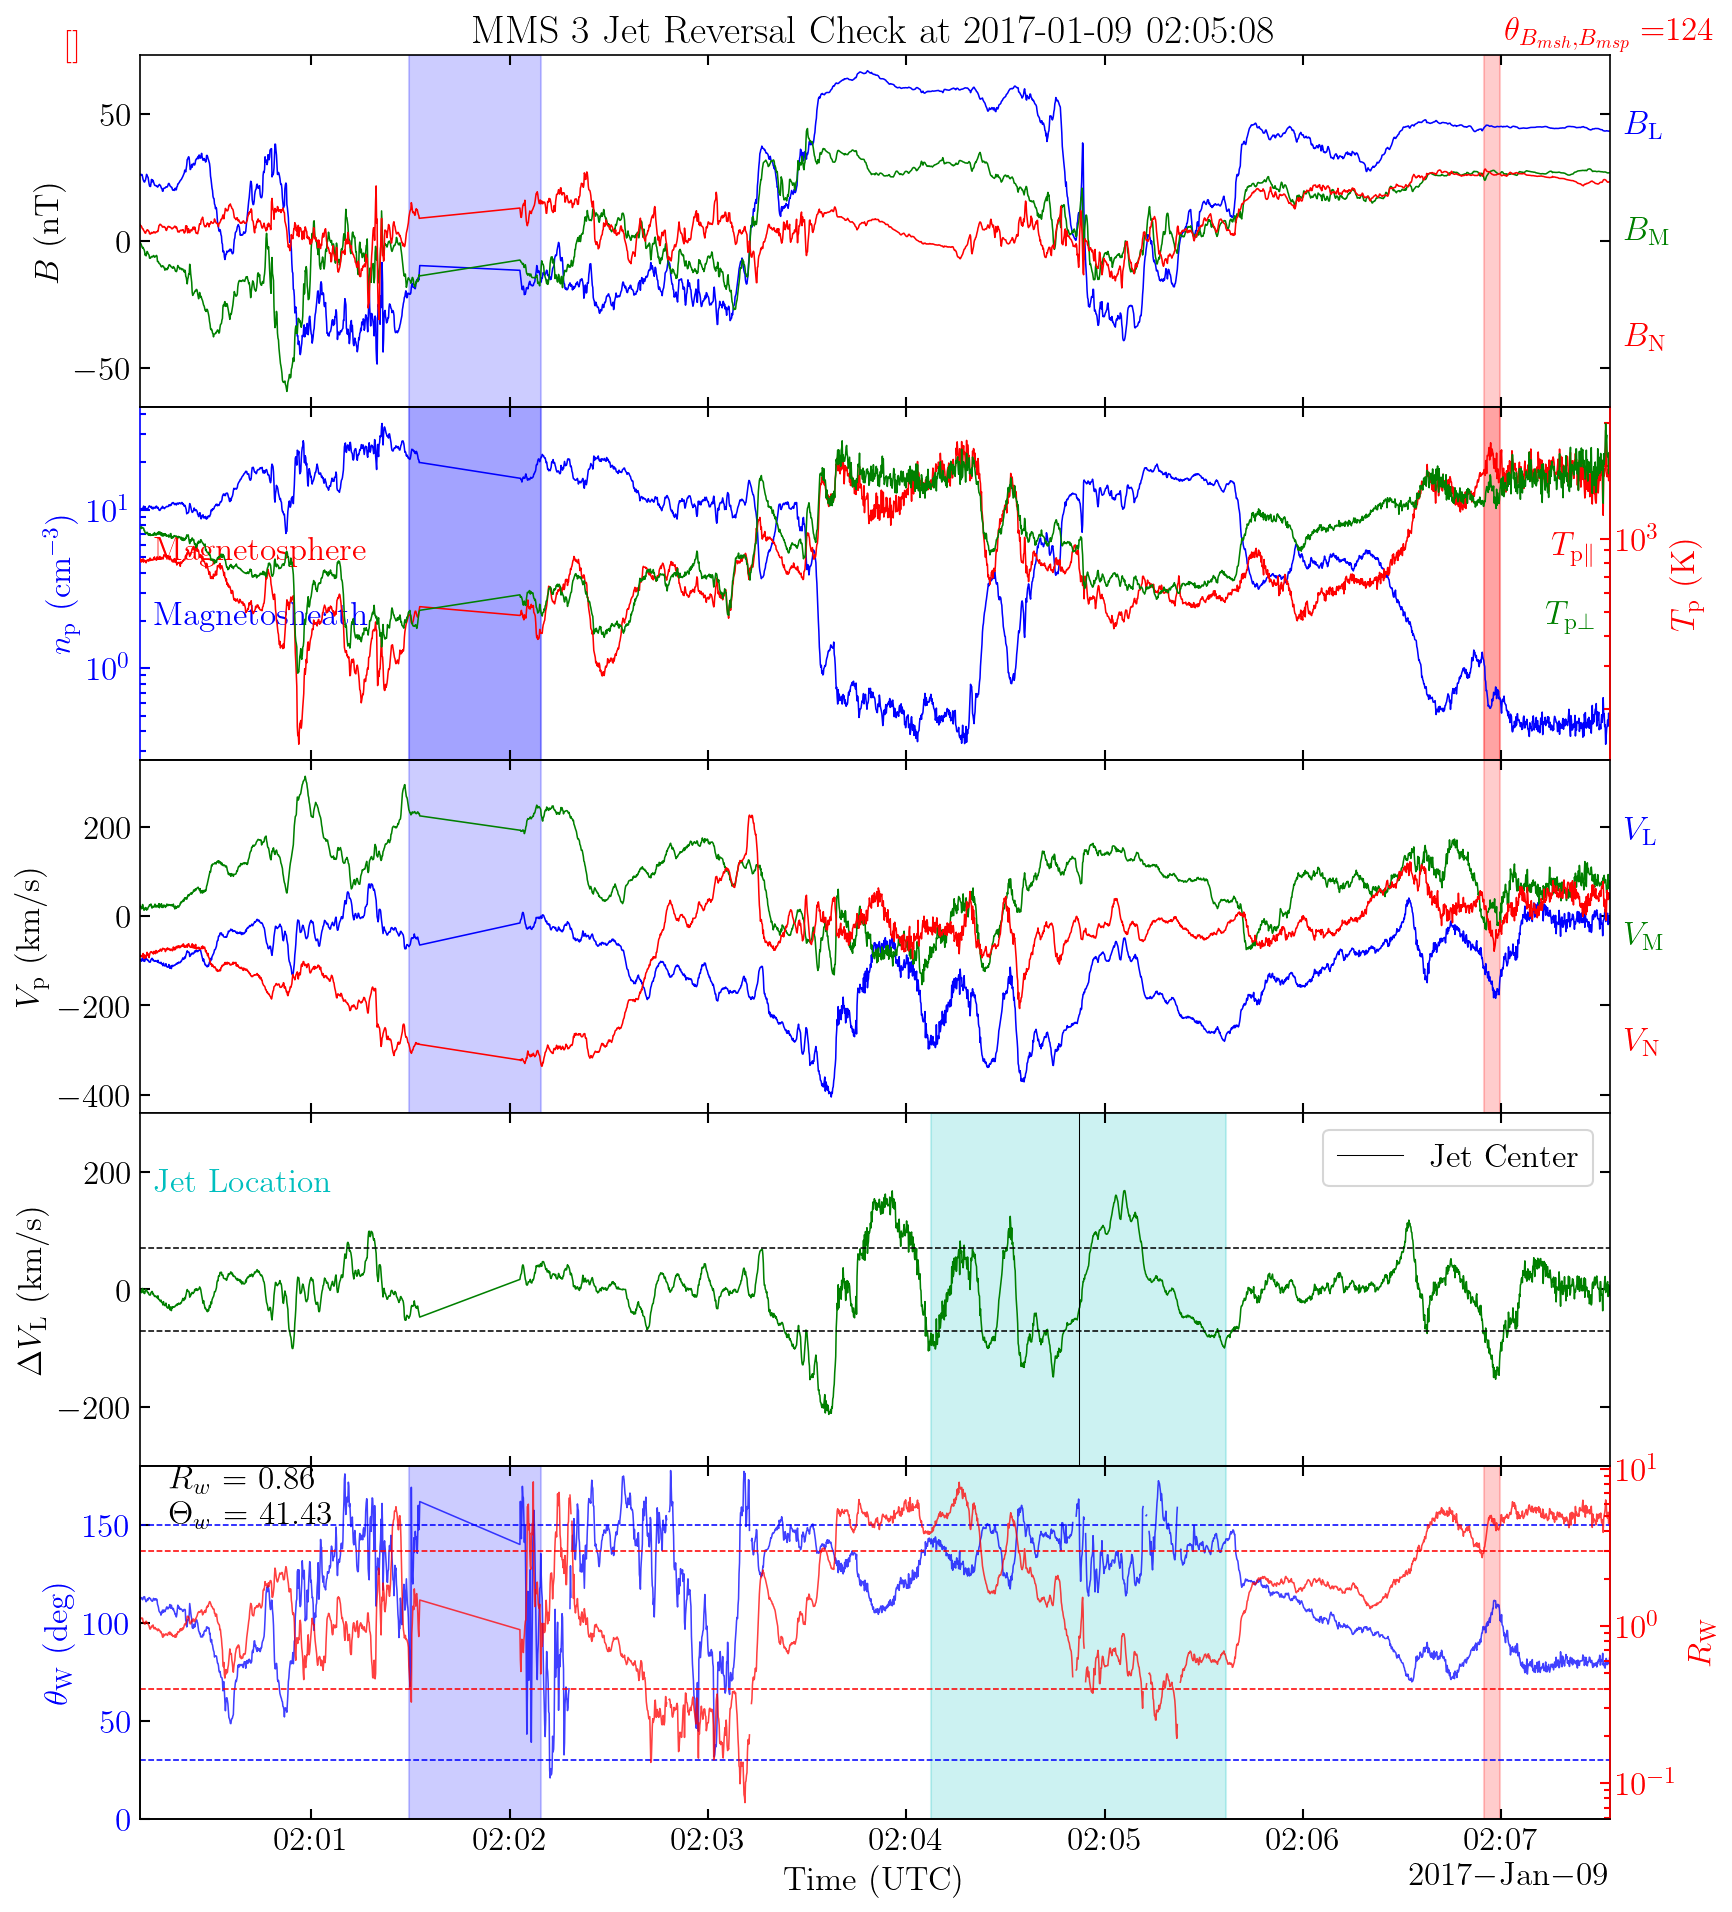 MMS 3 Jet Reversal Check at 2017-01-09 02:05:08
θ_{B_{msh}, B_{msp}} =124
[]
B (nT)
50
0
−50
B_L
B_M
B_N
n_p (cm^{−3})
10^1
10^0
Magnetosphere
Magnetosheath
10^3
T_{p∥}
T_{p⊥}
T_p (K)
V_p (km/s)
200
0
−200
−400
V_L
V_M
V_N
ΔV_L (km/s)
200
0
−200
Jet Location
Jet Center
θ_W (deg)
150
100
50
0
R_w = 0.86
Θ_w = 41.43
10^1
10^0
10^{−1}
R_W
02:01 02:02 02:03 02:04 02:05 02:06 02:07
Time (UTC)
2017−Jan−09